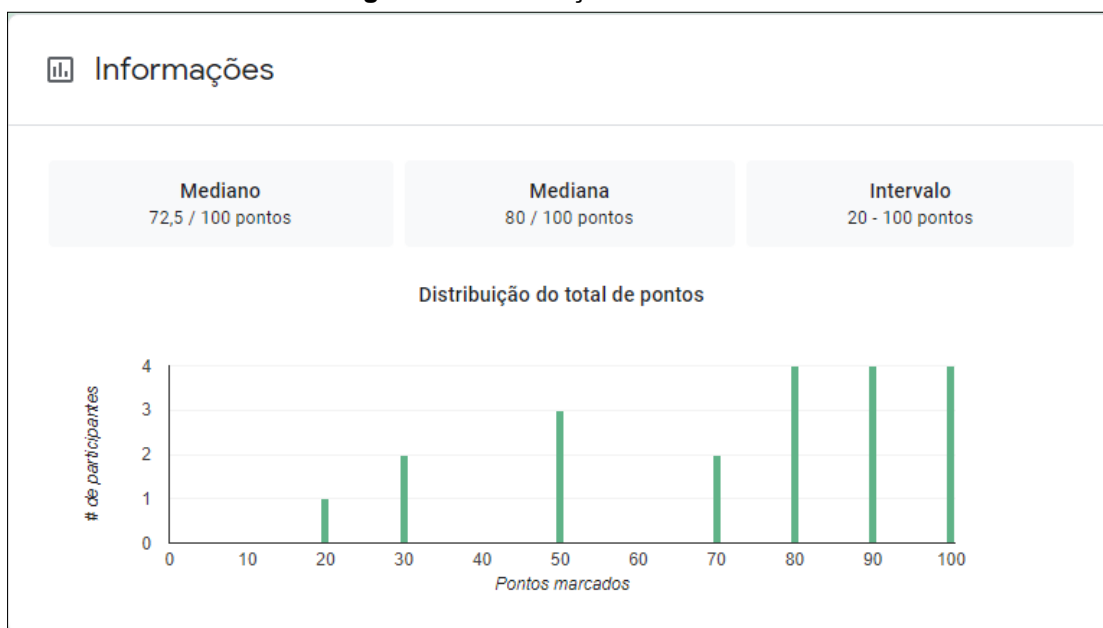 Informações
Mediano
72,5 / 100 pontos
Mediana
80 / 100 pontos
Intervalo
20 - 100 pontos
Distribuição do total de pontos
# de participantes
4
3
2
1
0
0 10 20 30 40 50 60 70 80 90 100
Pontos marcados